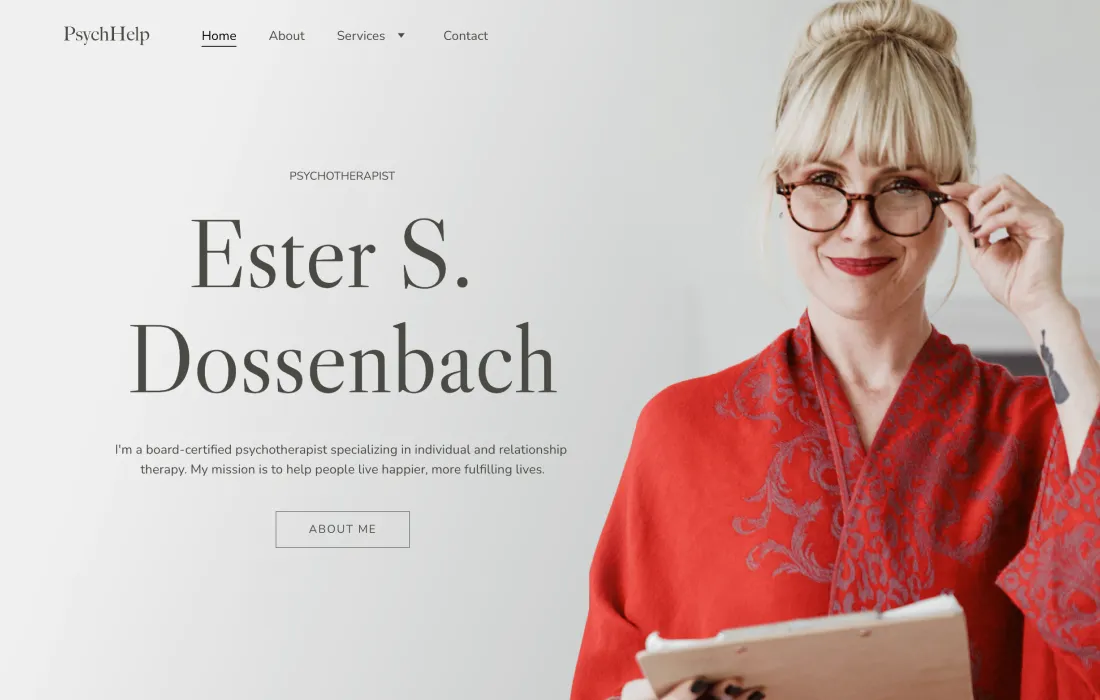 PsychHelp
Home About Services Contact
PSYCHOTHERAPIST
Ester S.
Dossenbach
I'm a board-certified psychotherapist specializing in individual and relationship
therapy. My mission is to help people live happier, more fulfilling lives.
ABOUT ME